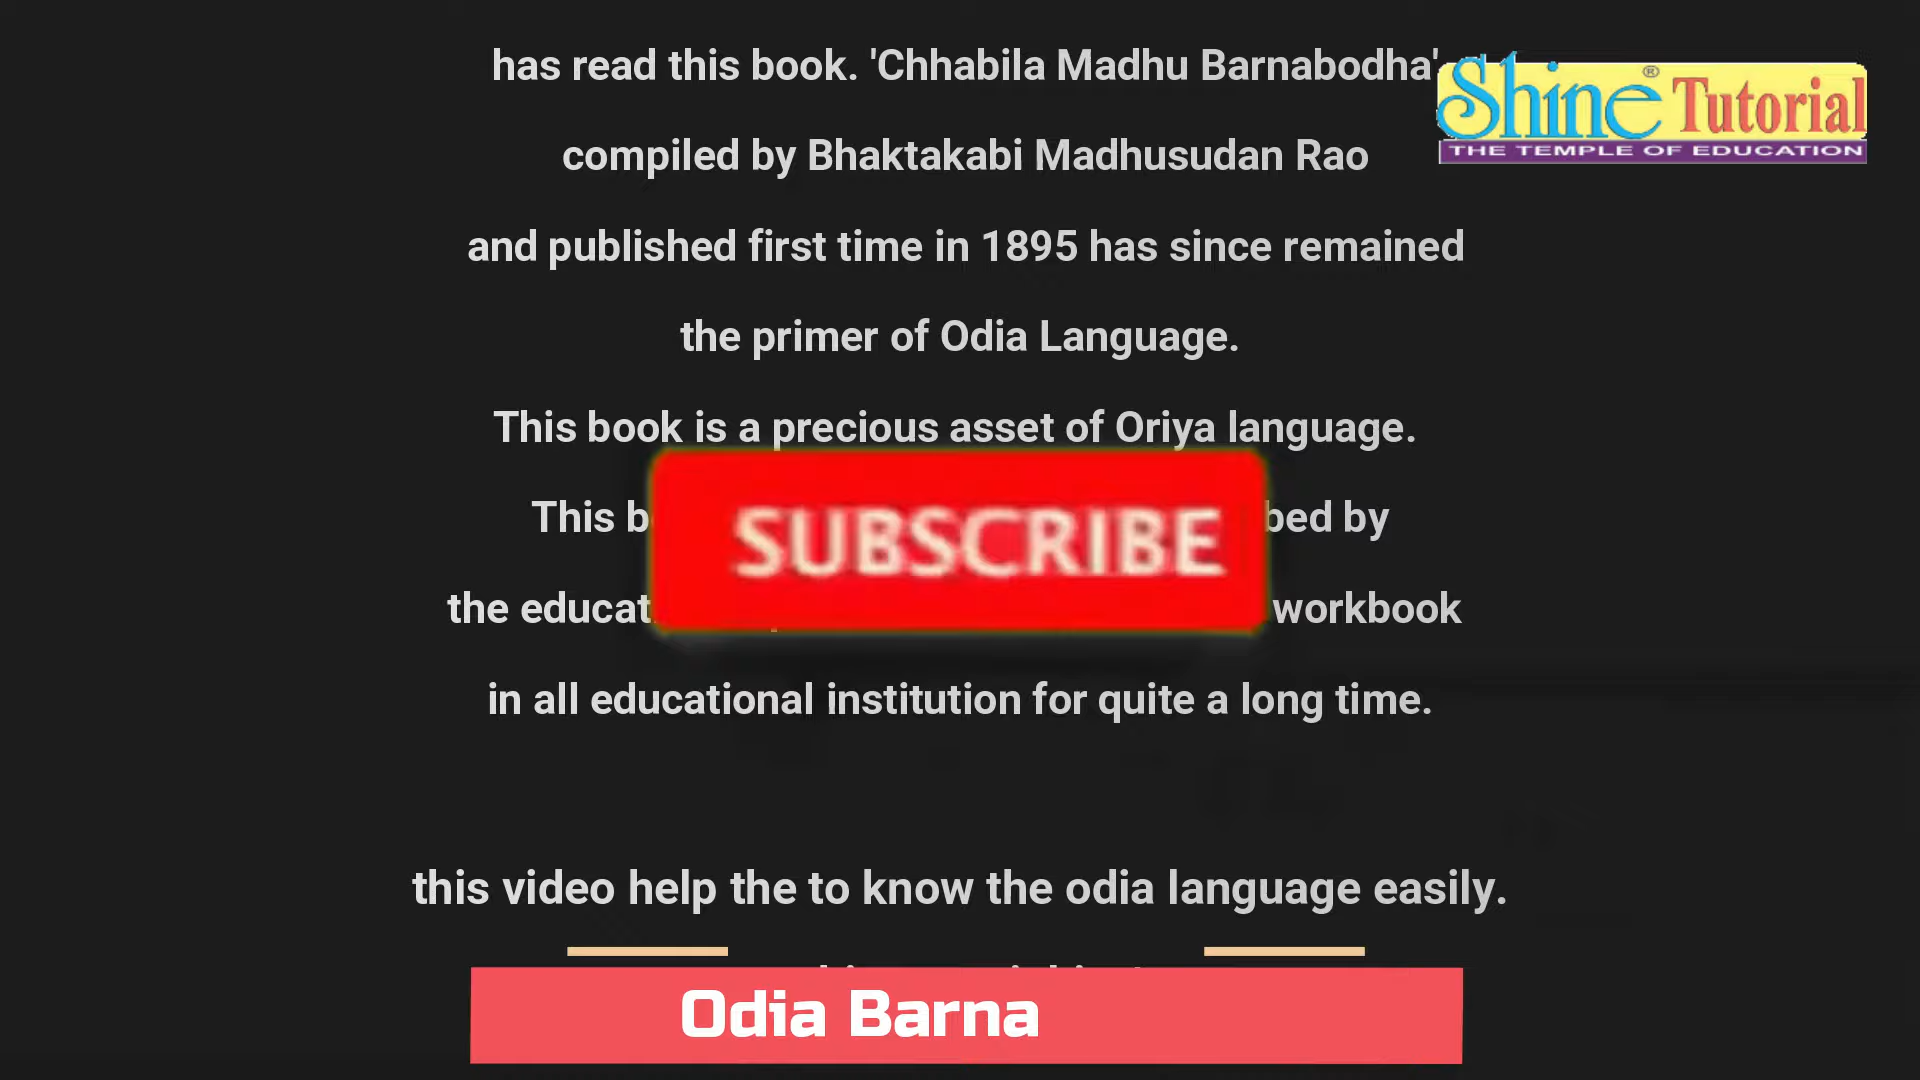 has read this book. 'Chhabila Madhu Barnabodha'
Shine® Tutorial
THE TEMPLE OF EDUCATION
compiled by Bhaktakabi Madhusudan Rao
and published first time in 1895 has since remained
the primer of Odia Language.
This book is a precious asset of Oriya language.
This by
SUBSCRIBE
the workbook
in all educational institution for quite a long time.
this video help the to know the odia language easily.
Odia Barna